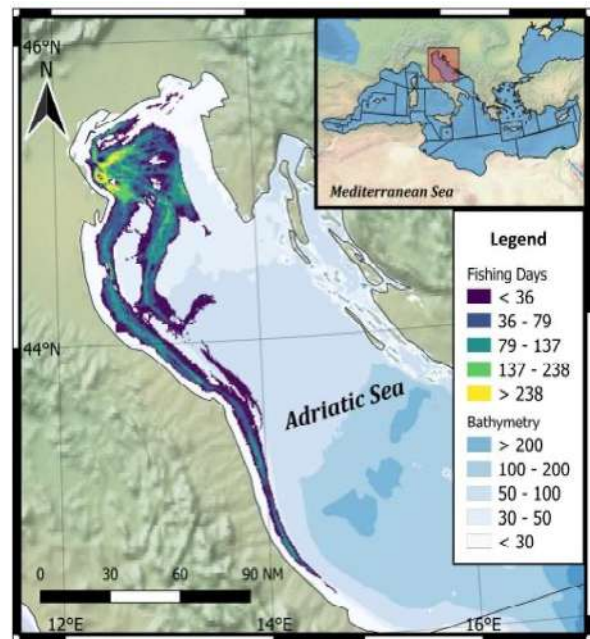 46°N
N
Mediterranean Sea
44°N
Adriatic Sea
Legend
Fishing Days
< 36
36 - 79
79 - 137
137 - 238
> 238
Bathymetry
> 200
100 - 200
50 - 100
30 - 50
< 30
0 30 60 90 NM
12°E 14°E 16°E